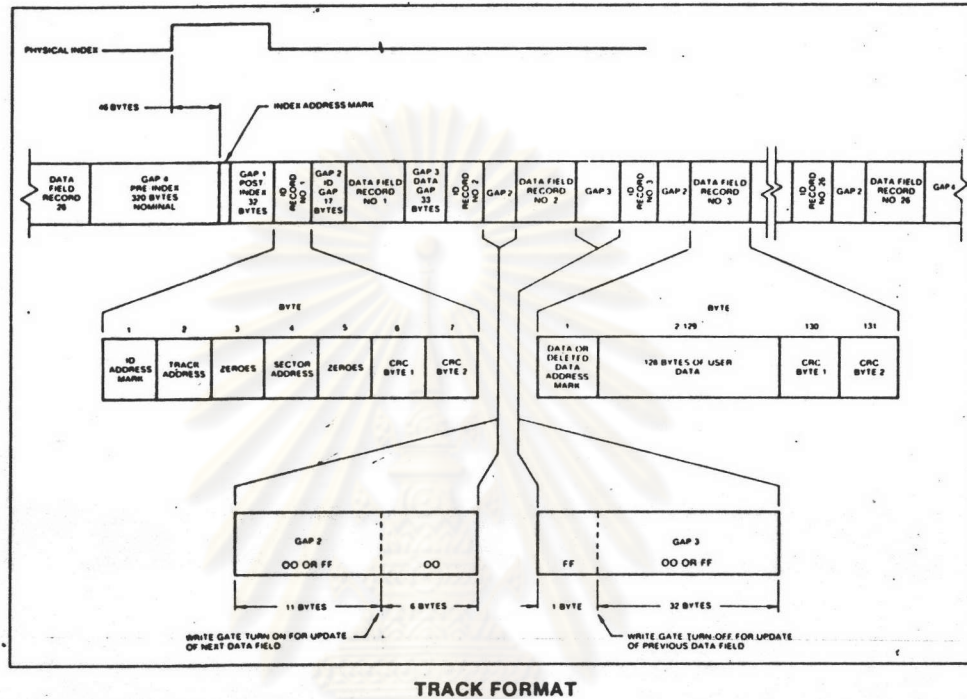 PHYSICAL INDEX
46 BYTES
INDEX ADDRESS MARK
DATA
FIELD
RECORD
26
GAP 4
PRE-INDEX
320 BYTES
NOMINAL
GAP 1
POST
INDEX
32
BYTES
ID
RECORD
NO 1
GAP 2
ID
GAP
17
BYTES
DATA FIELD
RECORD
NO 1
GAP 3
DATA
GAP
33
BYTES
ID
RECORD
NO 2
GAP 2
DATA FIELD
RECORD
NO 2
GAP 3
ID
RECORD
NO 3
GAP 2
DATA FIELD
RECORD
NO 3
ID
RECORD
NO 26
GAP 2
DATA FIELD
RECORD
NO 26
GAP 4
BYTE
1 2 3 4 5 6 7
ID
ADDRESS
MARK
TRACK
ADDRESS
ZEROES
SECTOR
ADDRESS
ZEROES
CRC
BYTE 1
CRC
BYTE 2
BYTE
1 2-129 130 131
DATA OR
DELETED
DATA
ADDRESS
MARK
128 BYTES OF USER
DATA
CRC
BYTE 1
CRC
BYTE 2
GAP 2
OO OR FF OO
11 BYTES 6 BYTES
WRITE GATE TURN ON FOR UPDATE
OF NEXT DATA FIELD
GAP 3
FF OO OR FF
1 BYTE 32 BYTES
WRITE GATE TURN-OFF FOR UPDATE
OF PREVIOUS DATA FIELD
TRACK FORMAT